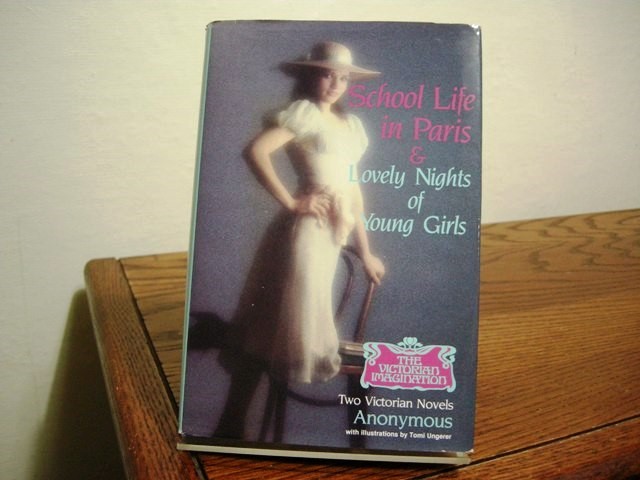 School Life
in Paris
&
Lovely Nights
of
Young Girls
THE
VICTORIAN
IMAGINATION
Two Victorian Novels
Anonymous
with illustrations by Tomi Ungerer